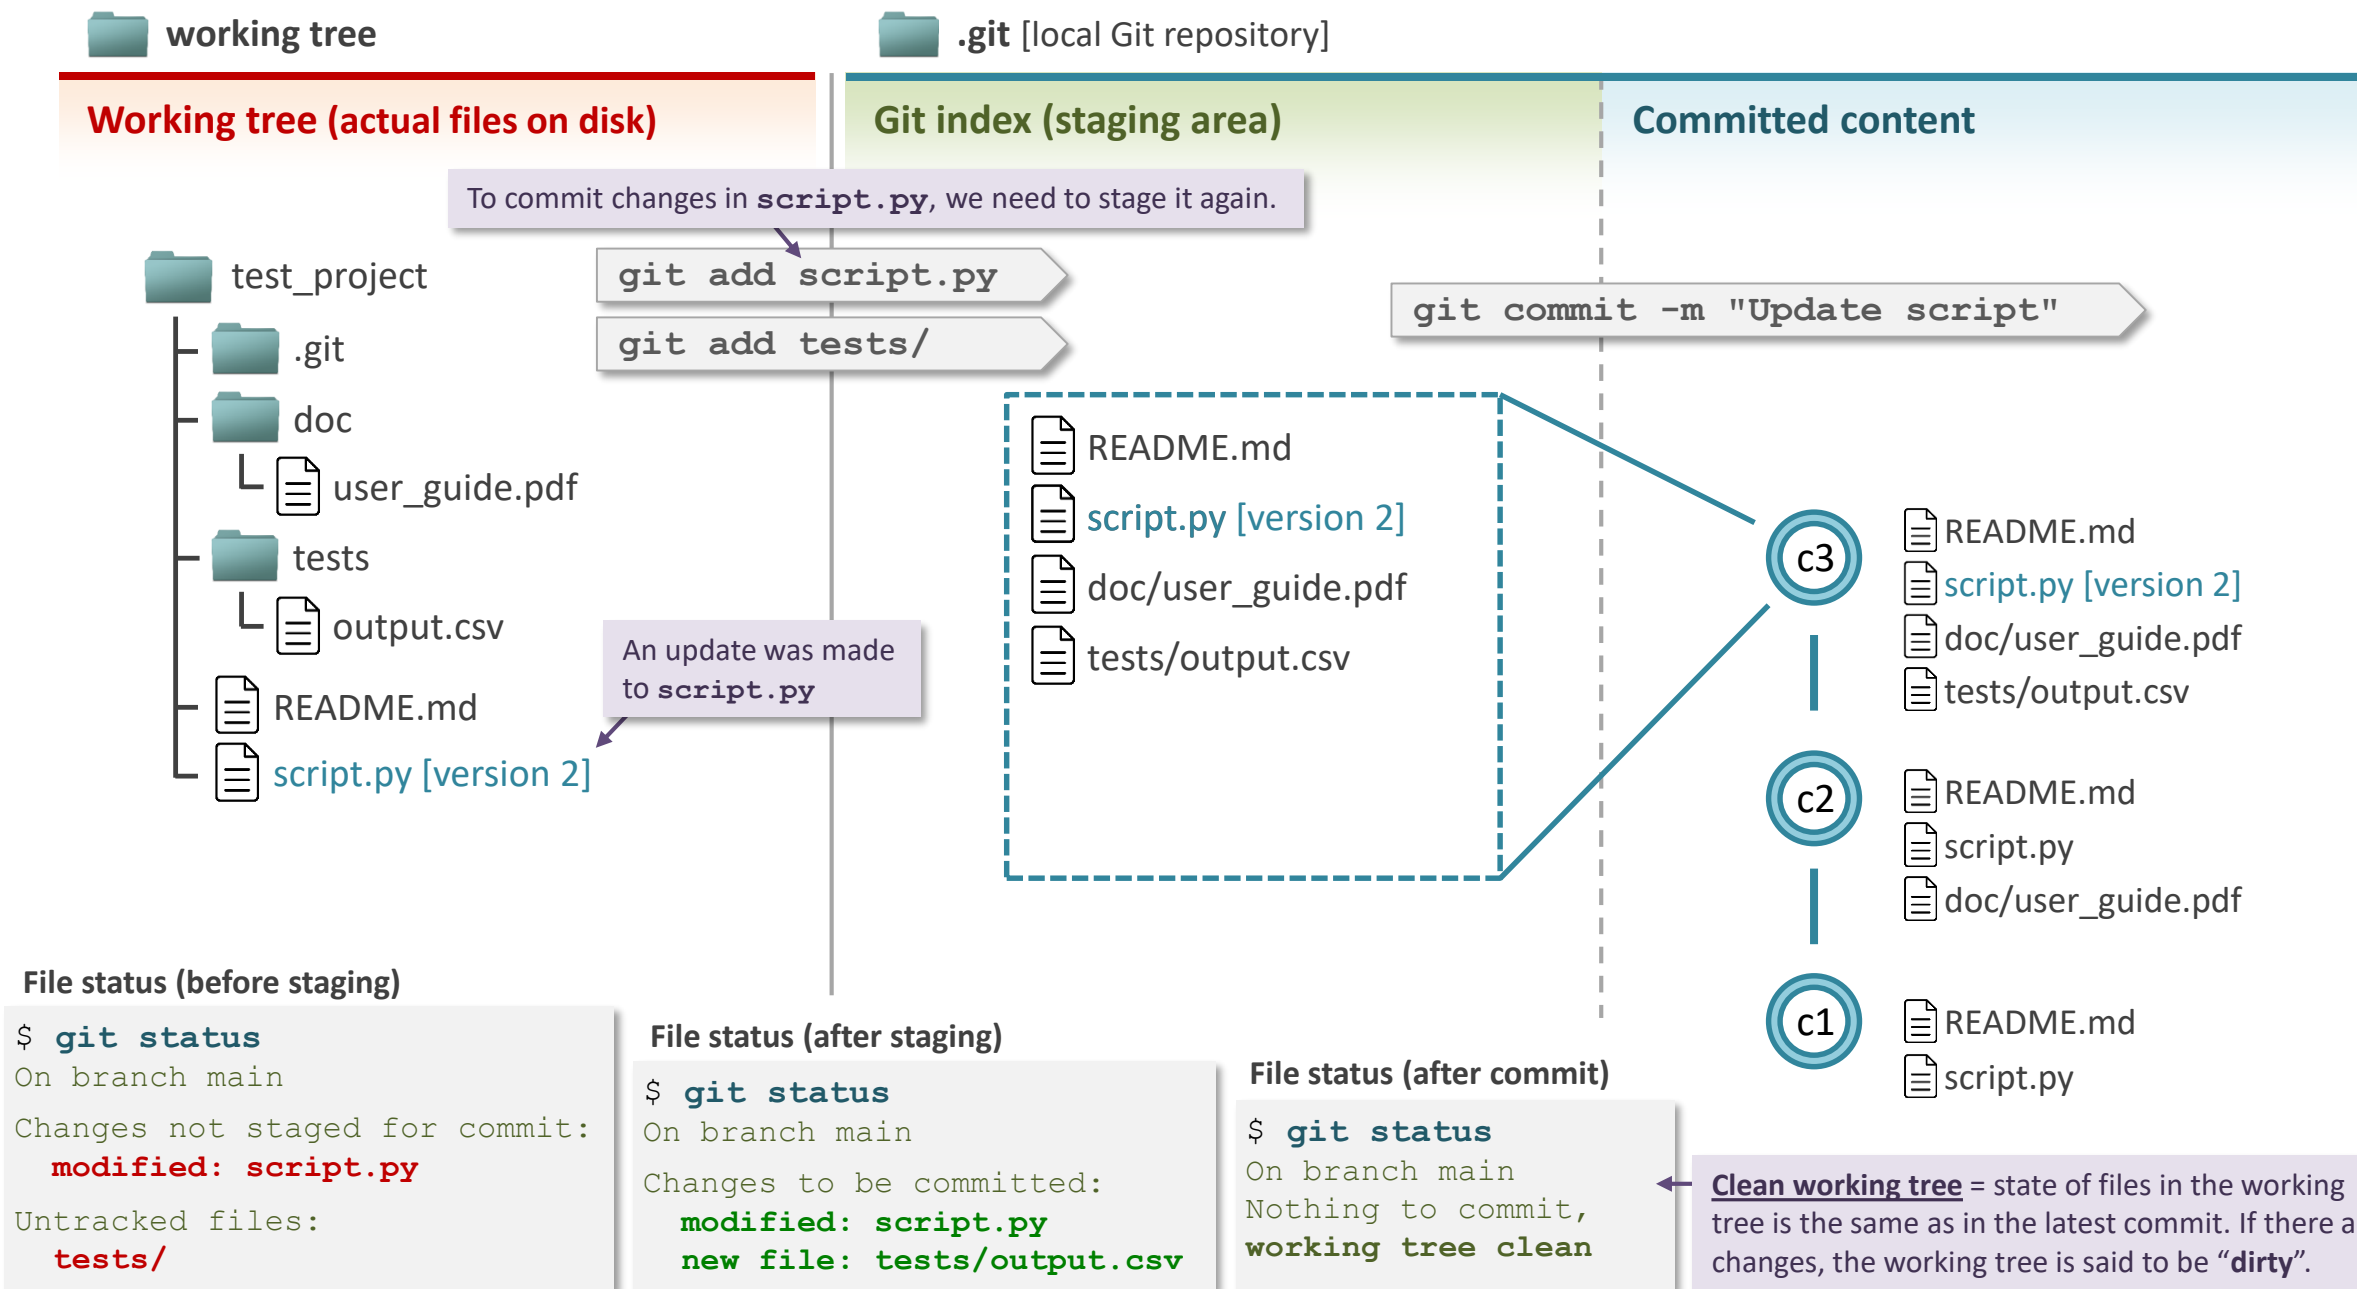 working tree
.git [local Git repository]
Working tree (actual files on disk)
Git index (staging area)
Committed content
To commit changes in script.py, we need to stage it again.
test_project
.git
doc
user_guide.pdf
tests
output.csv
README.md
script.py [version 2]
An update was made
to script.py
git add script.py
git add tests/
git commit -m "Update script"
README.md
script.py [version 2]
doc/user_guide.pdf
tests/output.csv
c3
README.md
script.py [version 2]
doc/user_guide.pdf
tests/output.csv
c2
README.md
script.py
doc/user_guide.pdf
c1
README.md
script.py
File status (before staging)
$ git status
On branch main
Changes not staged for commit:
modified: script.py
Untracked files:
tests/
File status (after staging)
$ git status
On branch main
Changes to be committed:
modified: script.py
new file: tests/output.csv
File status (after commit)
$ git status
On branch main
Nothing to commit,
working tree clean
Clean working tree = state of files in the working
tree is the same as in the latest commit. If there a
changes, the working tree is said to be “dirty”.